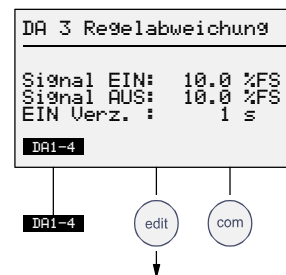 DA 3 Regelabweichung
Signal EIN: 10.0 %FS
Signal AUS: 10.0 %FS
EIN Verz. : 1 s
DA1-4
DA1-4 edit com